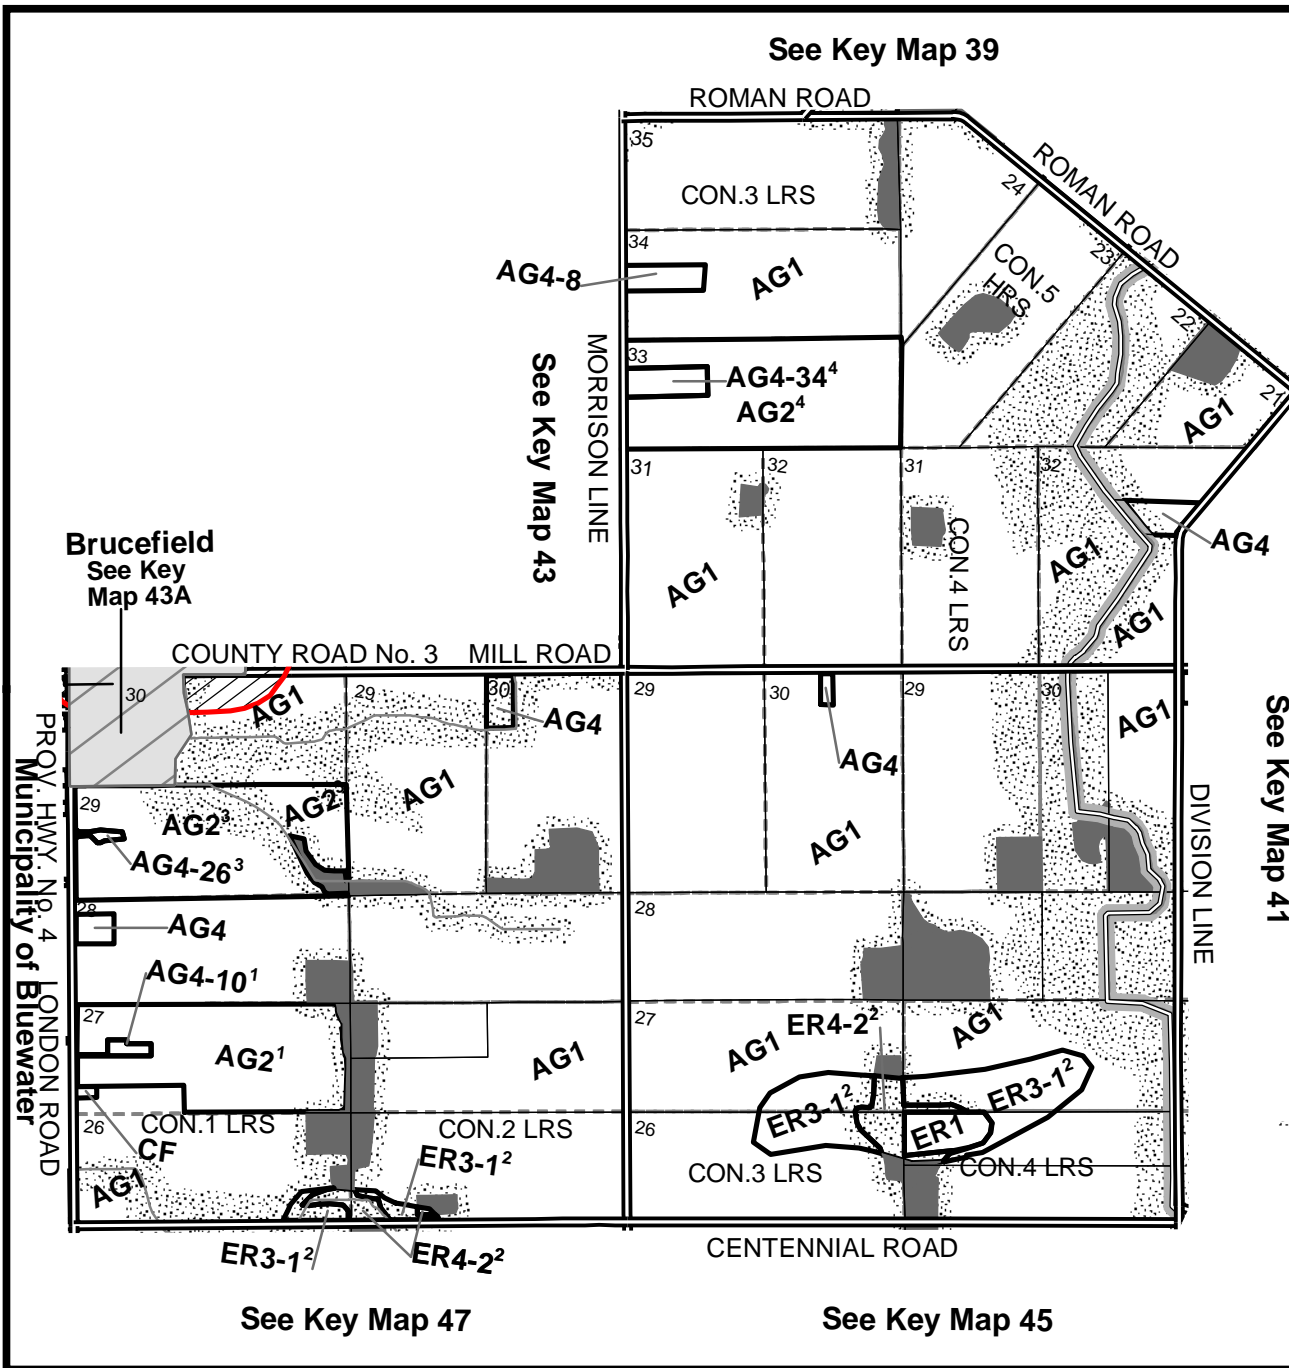 See Key Map 39
ROMAN ROAD
35
CON.3 LRS
24
ROMAN ROAD
34
AG4-8
AG1
CON.5
HRS
23
22
33
AG4-34⁴
AG2⁴
AG1
21
MORRISON LINE
See Key Map 43
31
32
31
32
AG1
CON.4 LRS
AG1
AG4
AG1
Brucefield
See Key
Map 43A
COUNTY ROAD No. 3
MILL ROAD
30
AG1
29
30
AG4
29
30
29
30
AG1
AG4
AG1
AG1
See Key Map 41
DIVISION LINE
PROV. HWY. No. 4
LONDON ROAD
Municipality of Bluewater
29
AG2³
AG2³
AG4-26³
28
AG4
28
AG4-10¹
27
AG2¹
AG1
27
AG1
ER4-2²
AG1
ER3-1²
ER3-1²
ER1
26
CON.1 LRS
CF
AG1
CON.2 LRS
ER3-1²
26
CON.3 LRS
CON.4 LRS
ER3-1²
ER4-2²
CENTENNIAL ROAD
See Key Map 47
See Key Map 45